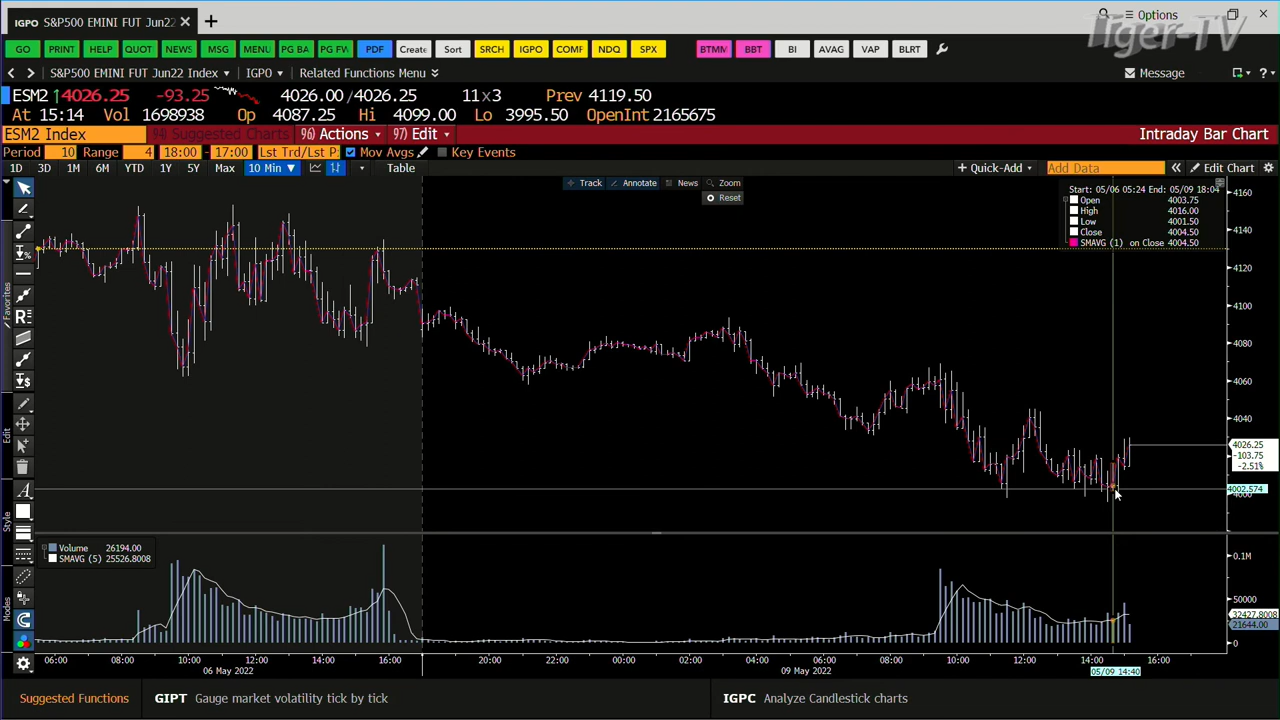 IGPO S&P500 EMINI FUT Jun22 × +
Options
Tiger-TV
GO PRINT HELP QUOT NEWS MSG MENU PG BA PG FW PDF Create Sort SRCH IGPO COMF NDQ SPX BTMM BBT BI AVAG VAP BLRT
S&P500 EMINI FUT Jun22 Index IGPO Related Functions Menu Message ?
ESM2 ↑4026.25 -93.25 4026.00/4026.25 11x3 Prev 4119.50
At 15:14 Vol 1698938 Op 4087.25 Hi 4099.00 Lo 3995.50 OpenInt 2165675
ESM2 Index 94) Suggested Charts 96) Actions 97) Edit Intraday Bar Chart
Period 10 Range 4 18:00 - 17:00 Lst Trd/Lst P Mov Avgs Key Events
1D 3D 1M 6M YTD 1Y 5Y Max 10 Min ▼ Table + Quick-Add Add Data « Edit Chart
Track Annotate News Zoom
Reset
Start: 05/06 05:24 End: 05/09 18:04
Open 4003.75
High 4016.00
Low 4001.50
Close 4004.50
SMAVG (1) on Close 4004.50
4160
4140
4120
4100
4080
4060
4040
4026.25
-103.75
-2.51%
4002.574
4000
Favorites
Edit
Style
Modes
Volume 26194.00
SMAVG (5) 25526.8008
0.1M
50000
32427.8008
21644.00
0
06:00 08:00 10:00 12:00 14:00 16:00 20:00 22:00 00:00 02:00 04:00 06:00 08:00 10:00 12:00 14:00 16:00
06 May 2022 09 May 2022 05/09 14:40
Suggested Functions GIPT Gauge market volatility tick by tick IGPC Analyze Candlestick charts